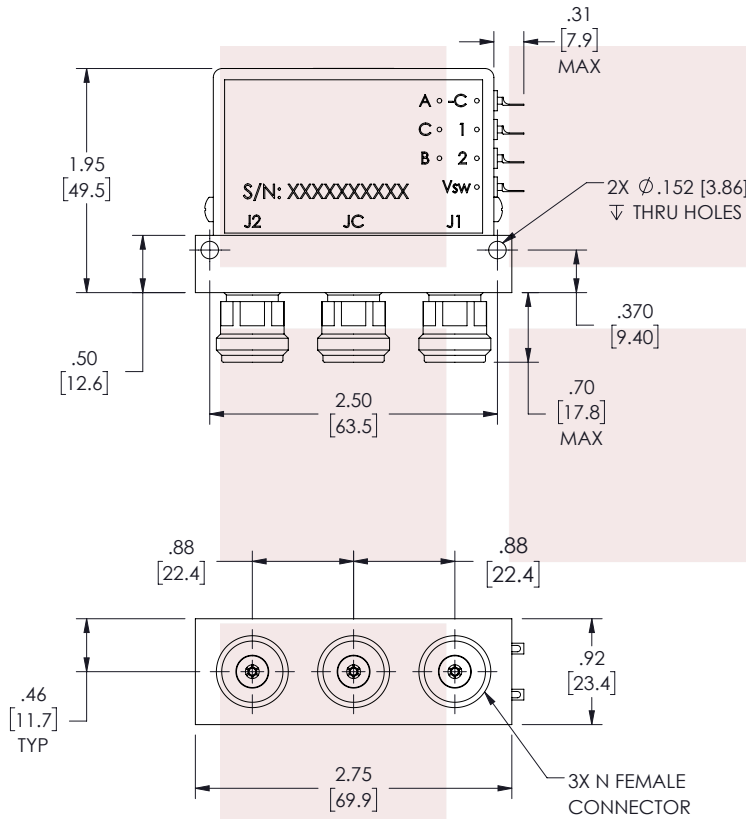 .31
[7.9]
MAX
A -C
C 1
B 2
Vsw
1.95
[49.5]
S/N: XXXXXXXXXX
J2 JC J1
2X Ø.152 [3.86]
↧ THRU HOLES
.50
[12.6]
.370
[9.40]
2.50
[63.5]
.70
[17.8]
MAX
.88
[22.4]
.88
[22.4]
.46
[11.7]
TYP
.92
[23.4]
2.75
[69.9]
3X N FEMALE
CONNECTOR